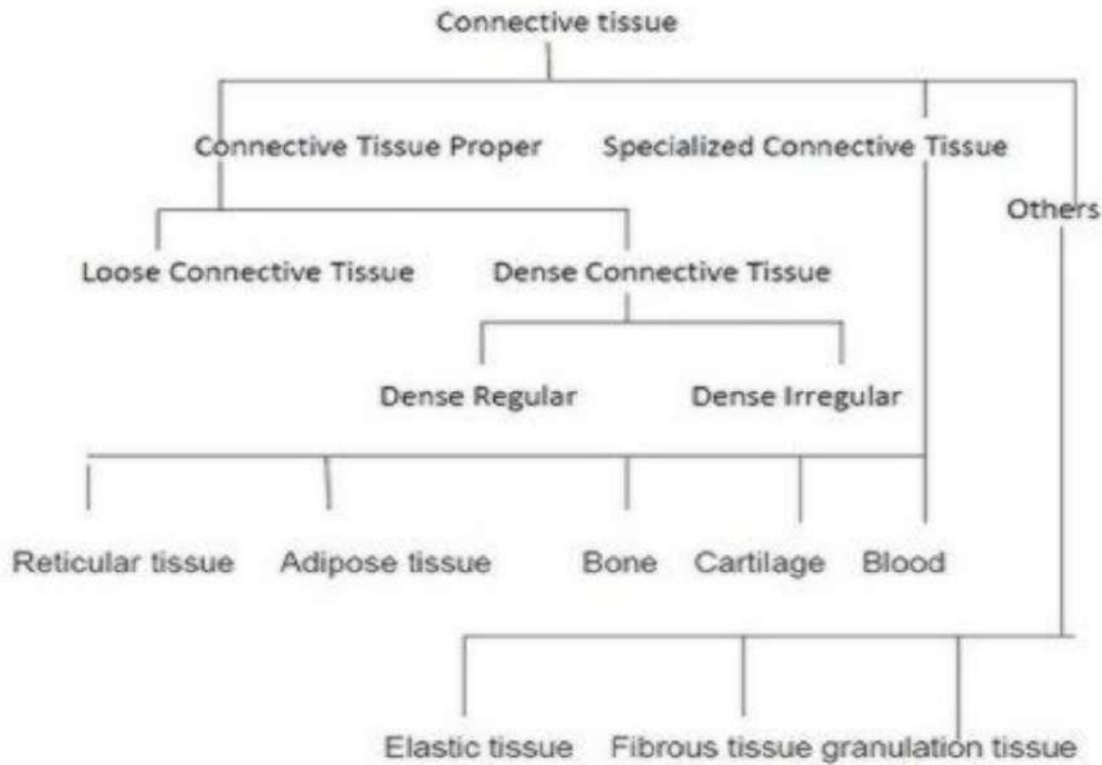 Connective tissue
Connective Tissue Proper
Specialized Connective Tissue
Others
Loose Connective Tissue
Dense Connective Tissue
Dense Regular
Dense Irregular
Reticular tissue
Adipose tissue
Bone
Cartilage
Blood
Elastic tissue
Fibrous tissue
granulation tissue